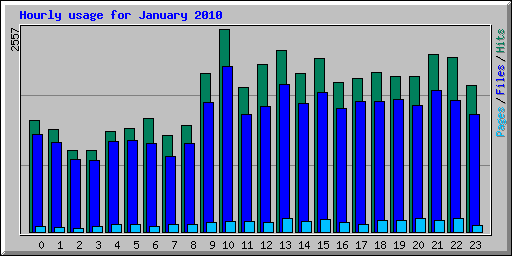 Hourly usage for January 2010
2557
Pages / Files / Hits
0 1 2 3 4 5 6 7 8 9 10 11 12 13 14 15 16 17 18 19 20 21 22 23